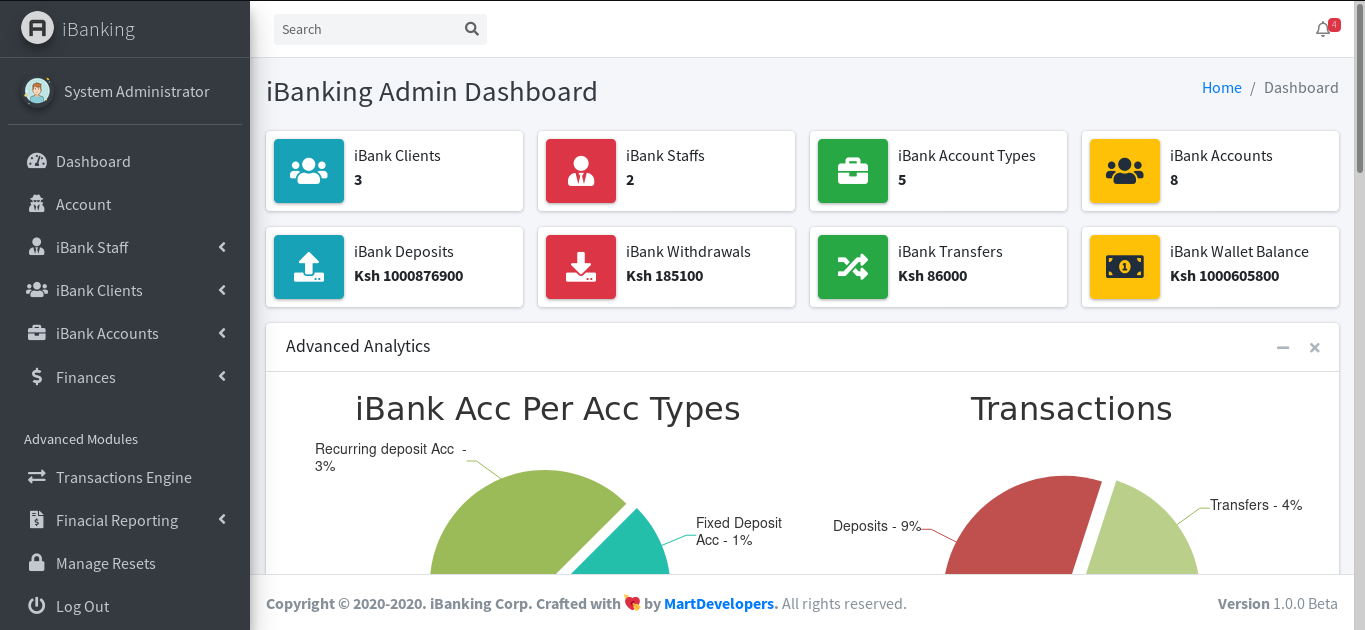 iBanking
Search
4
System Administrator
iBanking Admin Dashboard
Home / Dashboard
Dashboard
Account
iBank Staff
iBank Clients
iBank Accounts
Finances
Advanced Modules
Transactions Engine
Finacial Reporting
Manage Resets
Log Out
iBank Clients
3
iBank Staffs
2
iBank Account Types
5
iBank Accounts
8
iBank Deposits
Ksh 1000876900
iBank Withdrawals
Ksh 185100
iBank Transfers
Ksh 86000
1
iBank Wallet Balance
Ksh 1000605800
Advanced Analytics
iBank Acc Per Acc Types
Recurring deposit Acc -
3%
Fixed Deposit
Acc - 1%
Transactions
Deposits - 9%
Transfers - 4%
Copyright © 2020-2020. iBanking Corp. Crafted with 💘 by MartDevelopers. All rights reserved.
Version 1.0.0 Beta